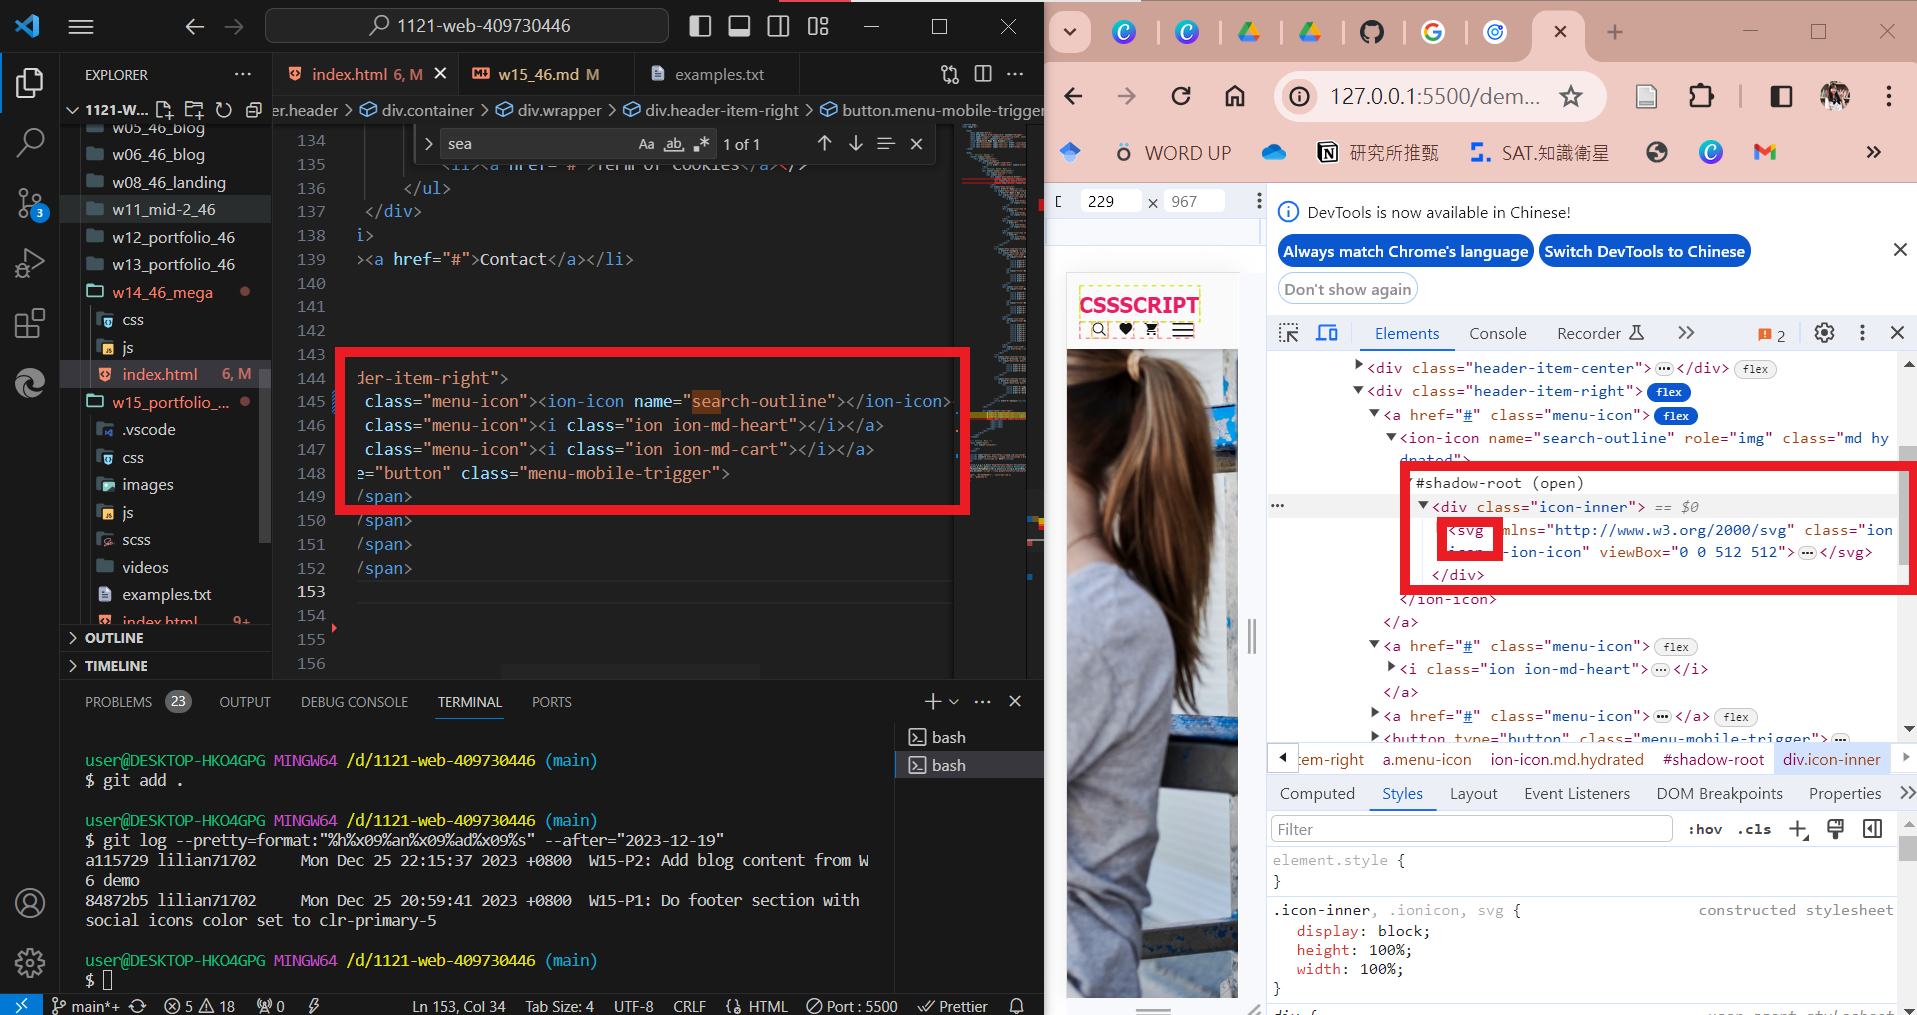 1121-web-409730446
EXPLORER
1121-W...
w05_46_blog
w06_46_blog
w08_46_landing
w11_mid-2_46
w12_portfolio_46
w13_portfolio_46
w14_46_mega
css
js
index.html 6, M
w15_portfolio_...
.vscode
css
images
js
scss
videos
examples.txt
index.html 9+
OUTLINE
TIMELINE
3
index.html 6, M
w15_46.md M
examples.txt
er.header > div.container > div.wrapper > div.header-item-right > button.menu-mobile-trigger
sea
Aa ab 1 of 1
134
135 <li><a href="#">Term of Cookies</a></
136 </ul>
137 </div>
138 i>
139 ><a href="#">Contact</a></li>
140
141
142
143
144 der-item-right">
145 class="menu-icon"><ion-icon name="search-outline"></ion-icon>
146 class="menu-icon"><i class="ion ion-md-heart"></i></a>
147 class="menu-icon"><i class="ion ion-md-cart"></i></a>
148 e="button" class="menu-mobile-trigger">
149 /span>
150 /span>
151 /span>
152 /span>
153
154
155
156
PROBLEMS 23 OUTPUT DEBUG CONSOLE TERMINAL PORTS
bash
bash
user@DESKTOP-HKO4GPG MINGW64 /d/1121-web-409730446 (main)
$ git add .
user@DESKTOP-HKO4GPG MINGW64 /d/1121-web-409730446 (main)
$ git log --pretty=format:"%h%x09%an%x09%ad%x09%s" --after="2023-12-19"
a115729 lilian71702 Mon Dec 25 22:15:37 2023 +0800 W15-P2: Add blog content from W
6 demo
84872b5 lilian71702 Mon Dec 25 20:59:41 2023 +0800 W15-P1: Do footer section with
social icons color set to clr-primary-5
user@DESKTOP-HKO4GPG MINGW64 /d/1121-web-409730446 (main)
$
main*+ 5 18 0 Ln 153, Col 34 Tab Size: 4 UTF-8 CRLF HTML Port : 5500 Prettier
127.0.0.1:5500/dem...
WORD UP
研究所推甄
SAT.知識衛星
229 × 967
CSSSCRIPT
DevTools is now available in Chinese!
Always match Chrome's language
Switch DevTools to Chinese
Don't show again
Elements Console Recorder 2
<div class="header-item-center"> </div> flex
<div class="header-item-right"> flex
<a href="#" class="menu-icon"> flex
<ion-icon name="search-outline" role="img" class="md hy
drated">
#shadow-root (open)
<div class="icon-inner"> == $0
<svg xmlns="http://www.w3.org/2000/svg" class="ion
-ion-icon" viewBox="0 0 512 512"> </svg>
</div>
</ion-icon>
</a>
<a href="#" class="menu-icon"> flex
<i class="ion ion-md-heart"> </i>
</a>
<a href="#" class="menu-icon"> </a> flex
<button type="button" class="menu-mobile-trigger">
em-right a.menu-icon ion-icon.md.hydrated #shadow-root div.icon-inner
Computed Styles Layout Event Listeners DOM Breakpoints Properties
Filter :hov .cls
element.style {
}
.icon-inner, .ionicon, svg { constructed stylesheet
display: block;
height: 100%;
width: 100%;
}
div { user agent stylesheet